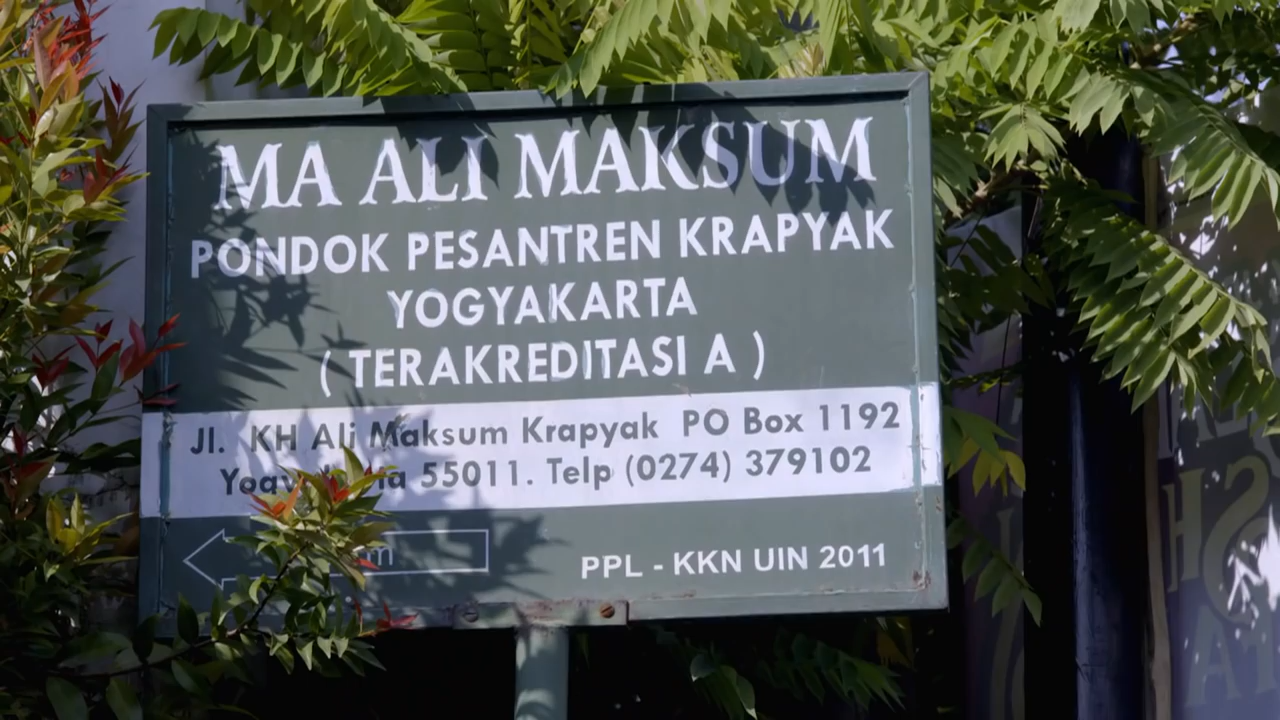 MA ALI MAKSUM
PONDOK PESANTREN KRAPYAK
YOGYAKARTA
( TERAKREDITASI A )
Jl. KH Ali Maksum Krapyak PO Box 1192
55011. Telp (0274) 379102
PPL - KKN UIN 2011